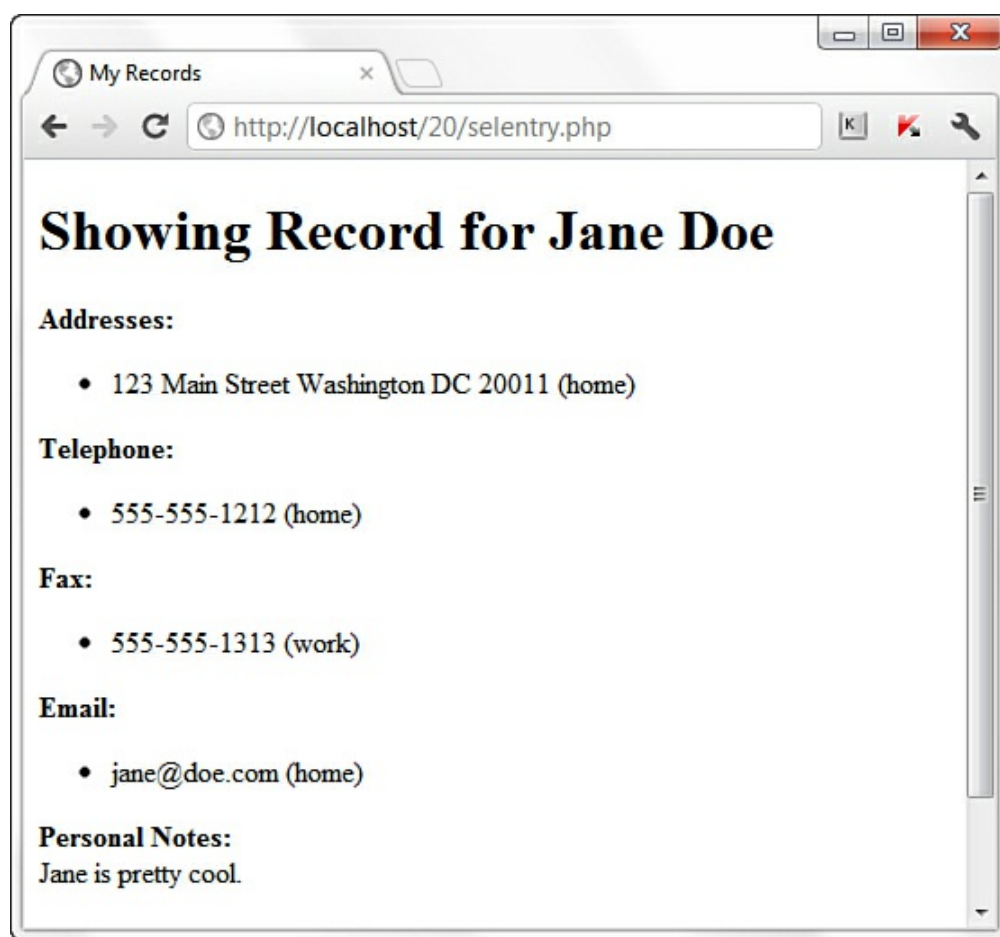 My Records
http://localhost/20/selentry.php
K
Showing Record for Jane Doe
Addresses:
• 123 Main Street Washington DC 20011 (home)
Telephone:
• 555-555-1212 (home)
Fax:
• 555-555-1313 (work)
Email:
• jane@doe.com (home)
Personal Notes:
Jane is pretty cool.